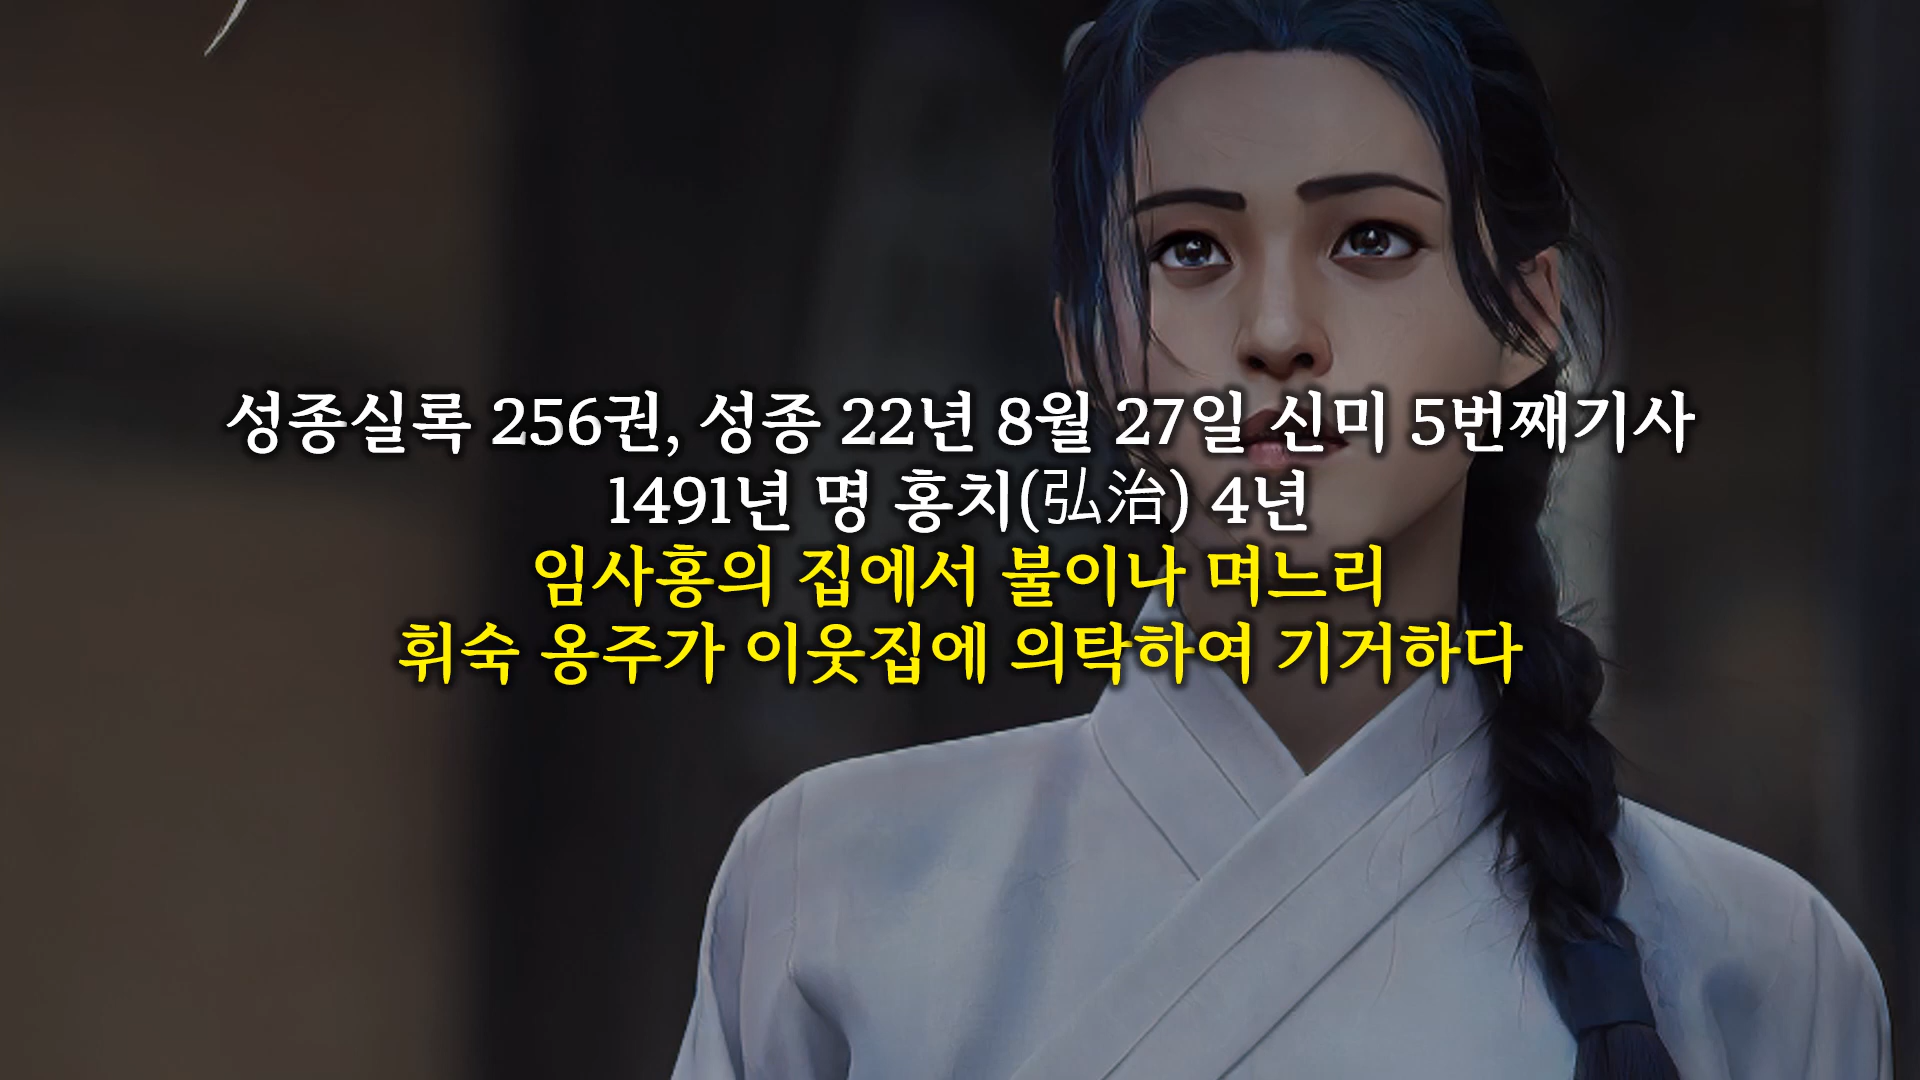 성종실록 256권, 성종 22년 8월 27일 신미 5번째기사
1491년 명 홍치(弘治) 4년
임사홍의 집에서 불이나 며느리
휘숙 옹주가 이웃집에 의탁하여 기거하다